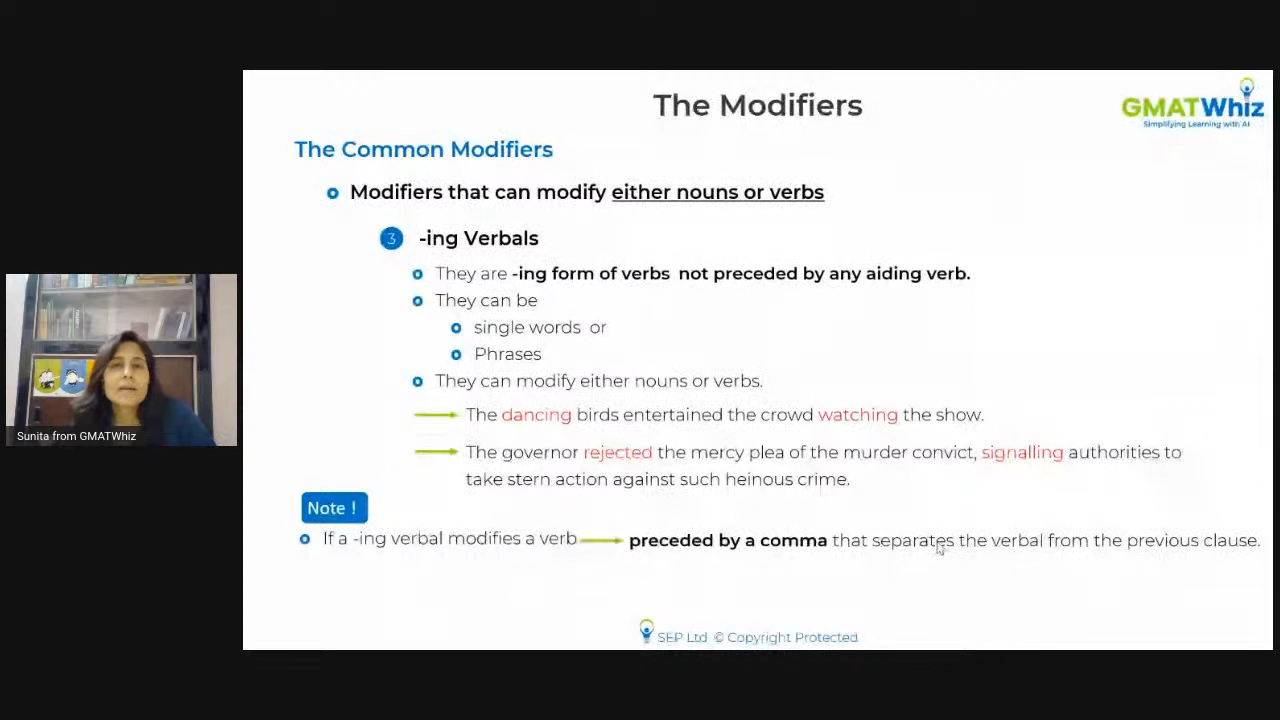 The Modifiers
GMATWhiz
Simplifying Learning with AI
The Common Modifiers
Modifiers that can modify either nouns or verbs
3 -ing Verbals
They are -ing form of verbs not preceded by any aiding verb.
They can be
single words or
Phrases
They can modify either nouns or verbs.
The dancing birds entertained the crowd watching the show.
The governor rejected the mercy plea of the murder convict, signalling authorities to
take stern action against such heinous crime.
Note !
If a -ing verbal modifies a verb preceded by a comma that separates the verbal from the previous clause.
Sunita from GMATWhiz
SEP Ltd © Copyright Protected